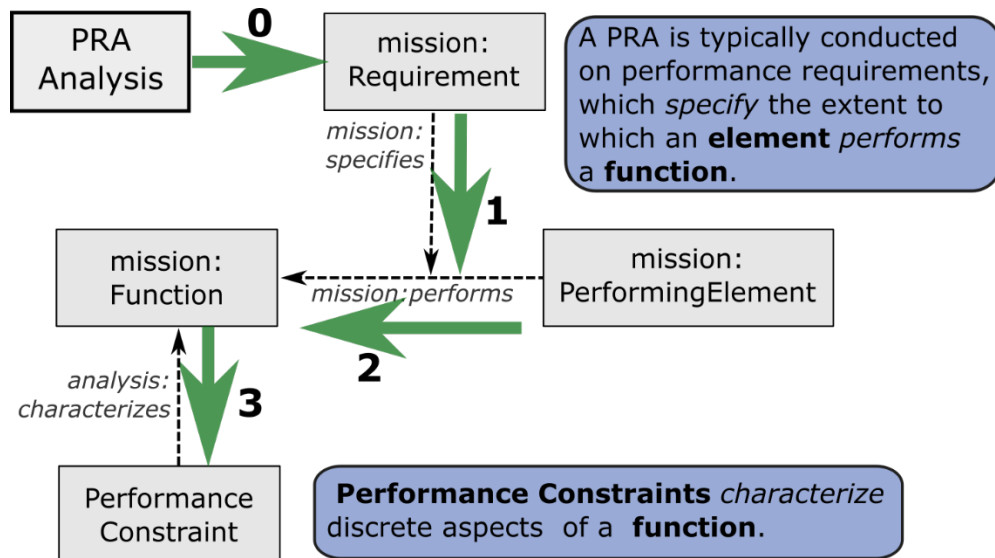 PRA
Analysis
0
mission:
Requirement
A PRA is typically conducted
on performance requirements,
which specify the extent to
which an element performs
a function.
mission:
specifies
1
mission:
Function
mission:performs
mission:
PerformingElement
2
analysis:
characterizes
3
Performance
Constraint
Performance Constraints characterize
discrete aspects of a function.